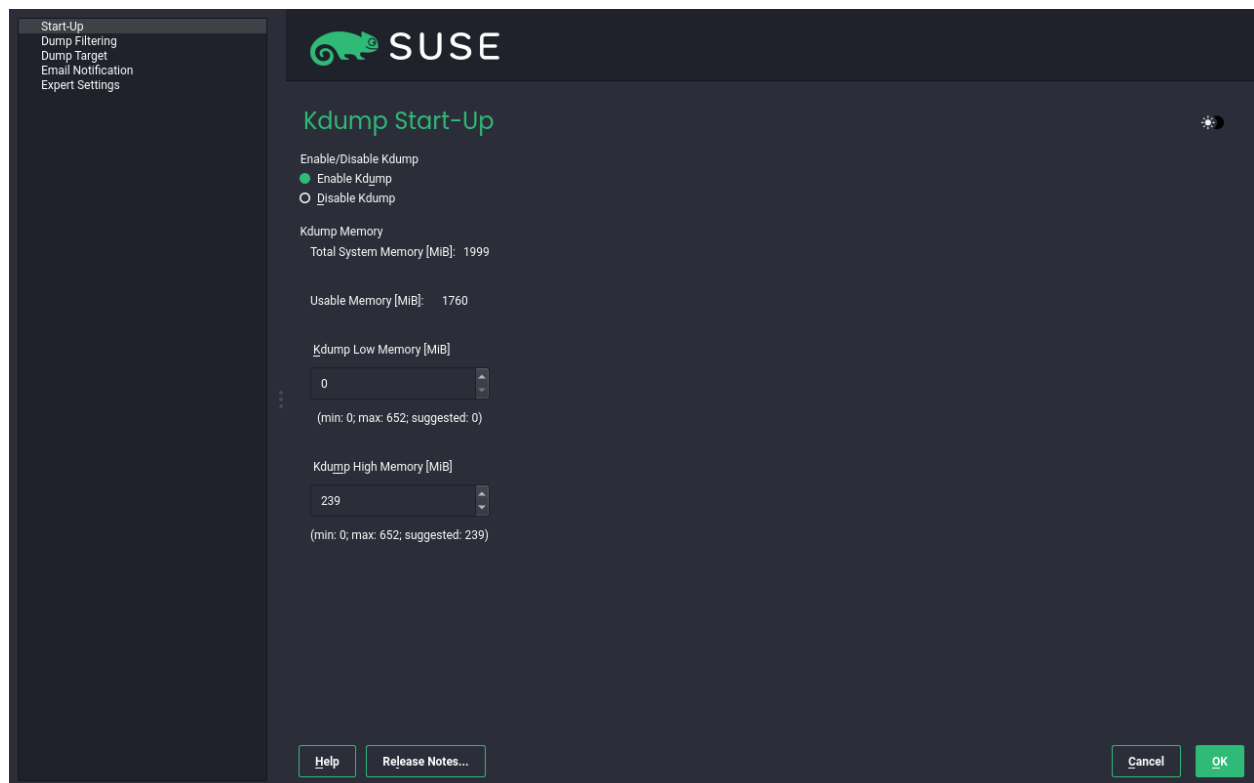 Start-Up
Dump Filtering
Dump Target
Email Notification
Expert Settings
SUSE
Kdump Start-Up
Enable/Disable Kdump
Enable Kdump
Disable Kdump
Kdump Memory
Total System Memory [MiB]: 1999
Usable Memory [MiB]: 1760
Kdump Low Memory [MiB]
0
(min: 0; max: 652; suggested: 0)
Kdump High Memory [MiB]
239
(min: 0; max: 652; suggested: 239)
Help Release Notes... Cancel OK